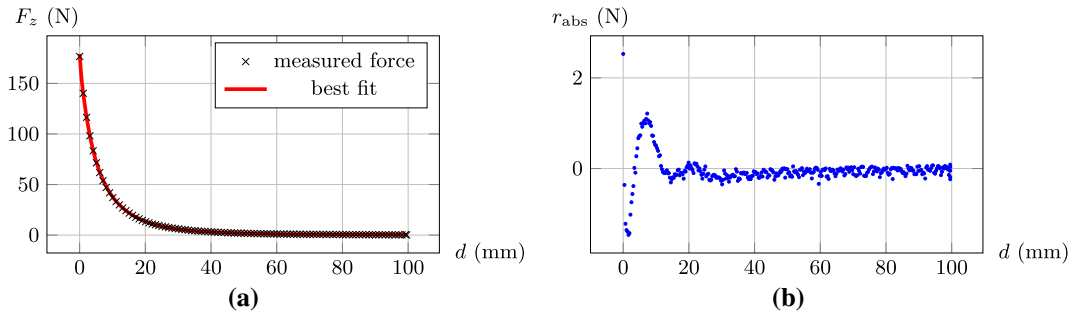 F_z (N)
150
100
50
0
0 20 40 60 80 100
d (mm)
measured force
best fit
(a)
r_abs (N)
2
0
0 20 40 60 80 100
d (mm)
(b)